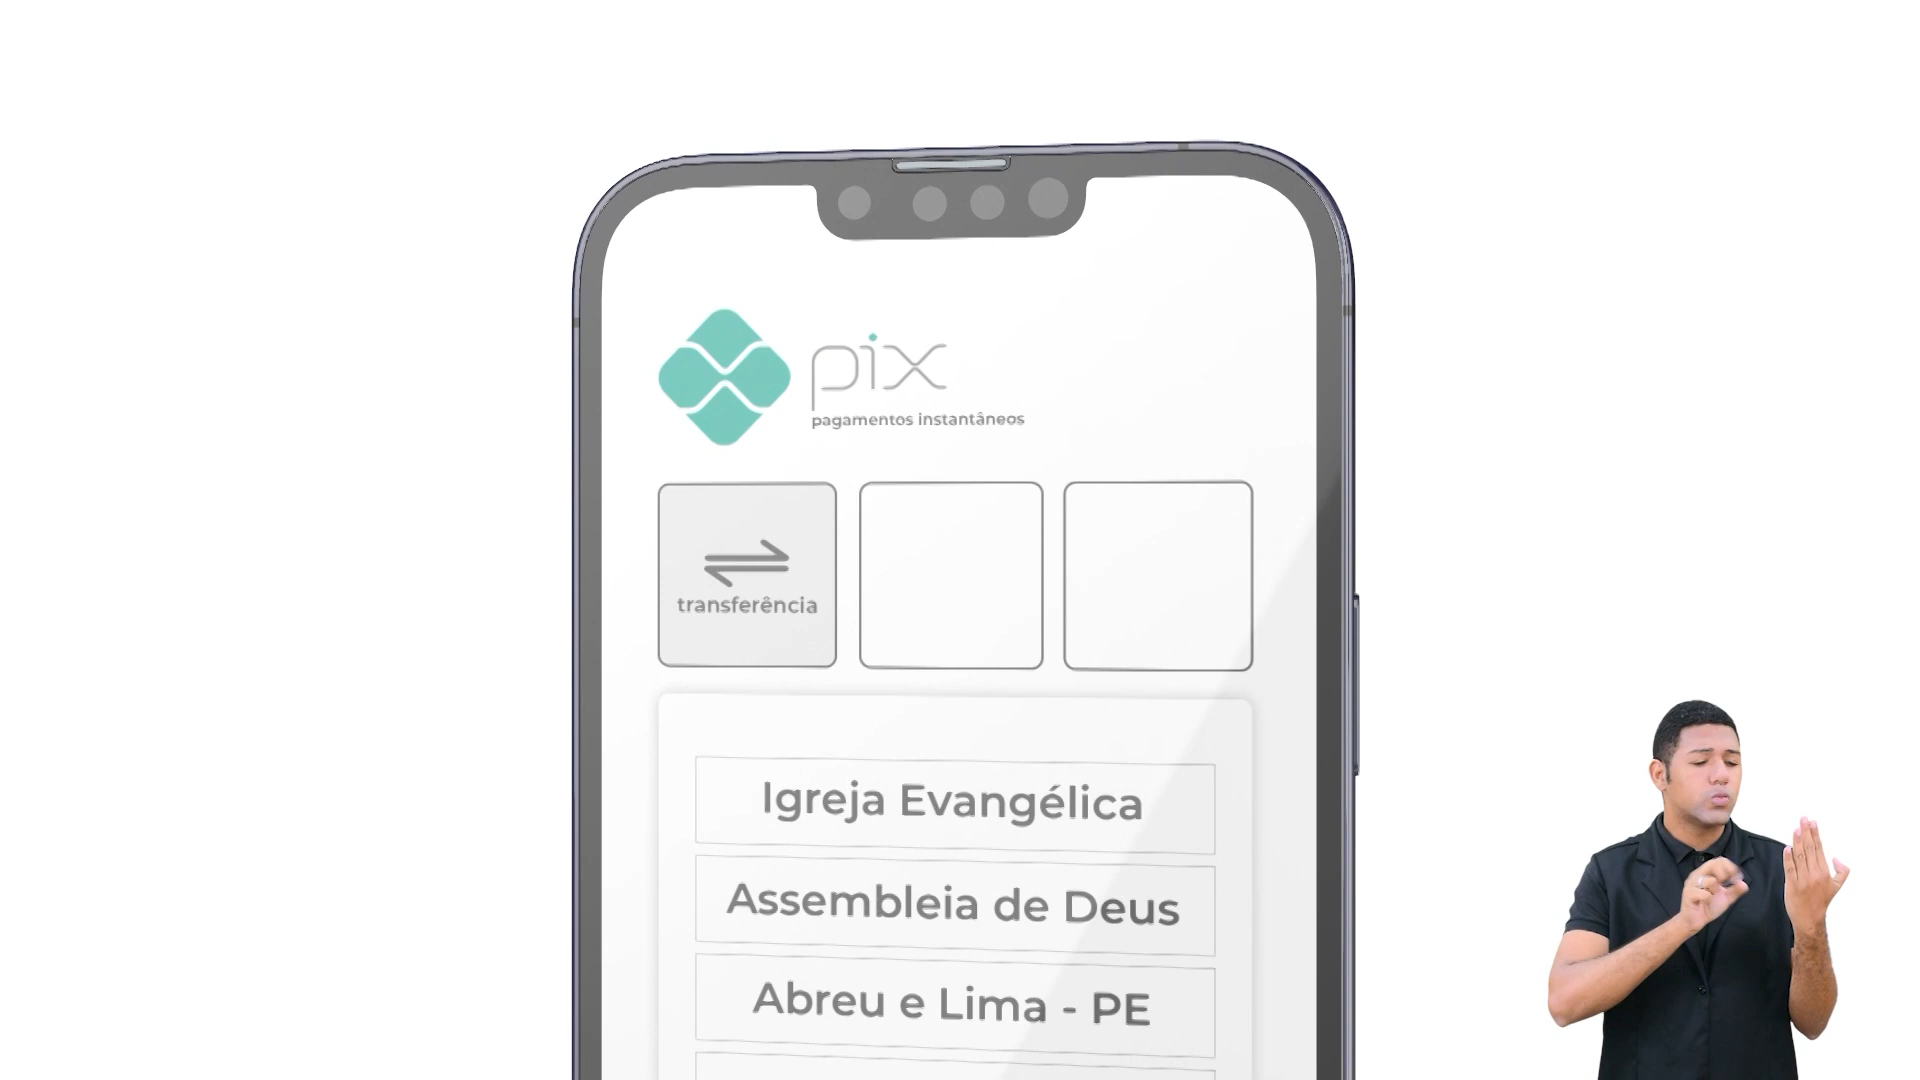 pix
pagamentos instantâneos
transferência
Igreja Evangélica
Assembleia de Deus
Abreu e Lima - PE